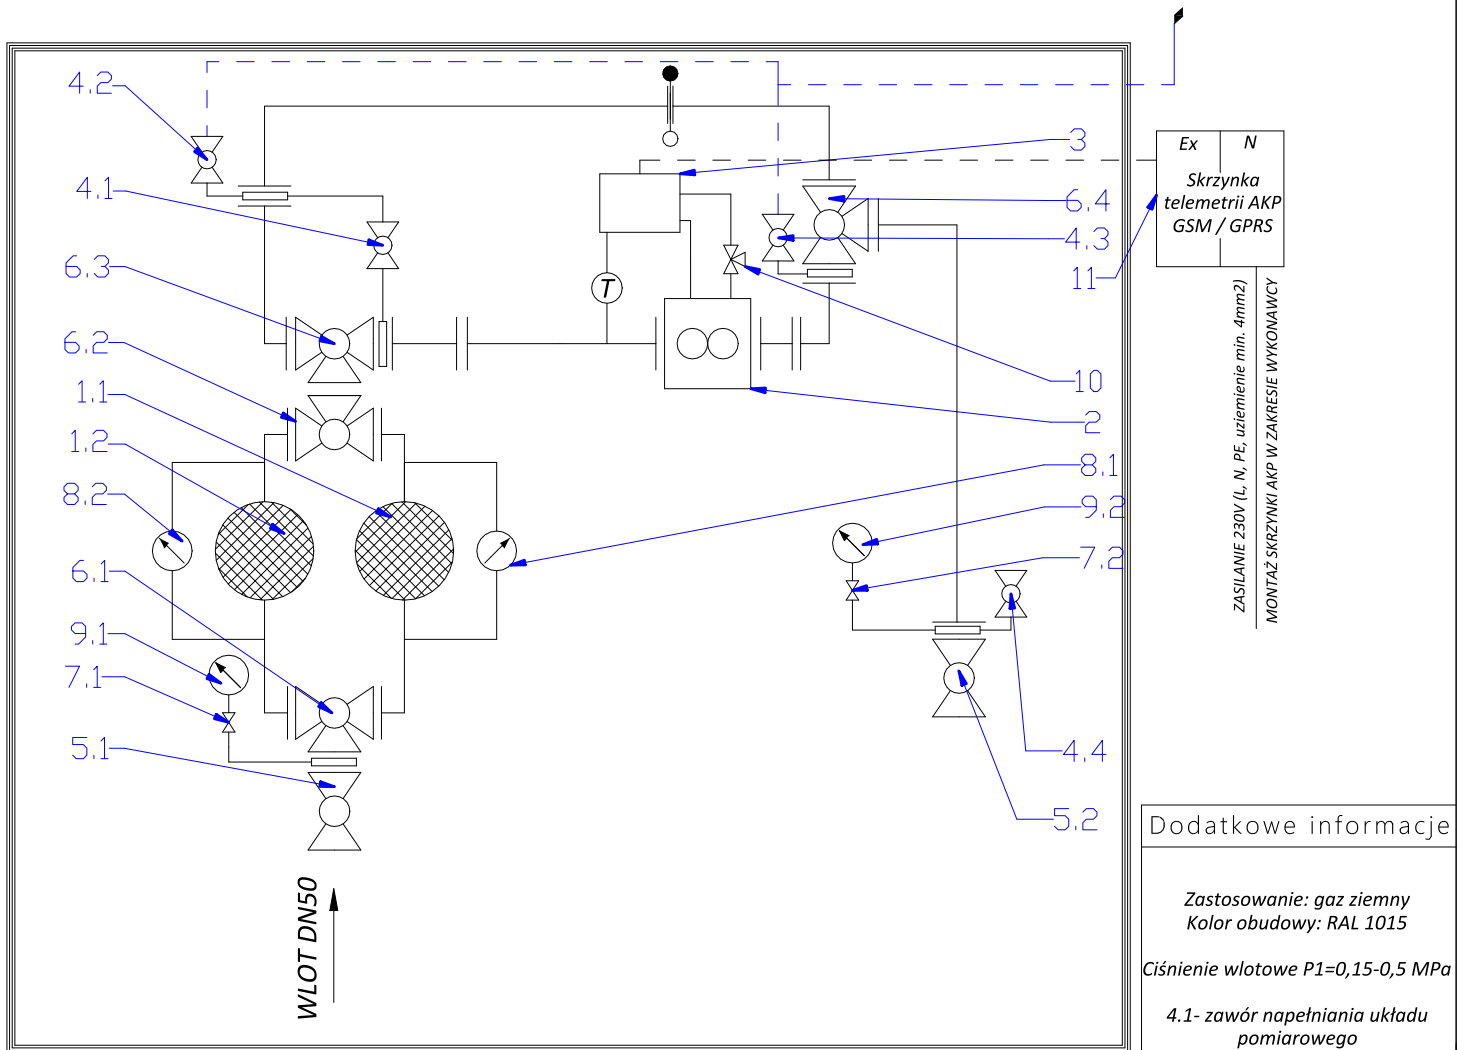 4.2
4.1
6.3
6.2
1.1
1.2
8.2
6.1
9.1
7.1
5.1
T
3
6.4
4.3
11
10
2
8.1
9.2
7.2
4.4
5.2
WLOT DN50
Ex N
Skrzynka
telemetrii AKP
GSM / GPRS
ZASILANIE 230V (L, N, PE, uziemienie min. 4mm2)
MONTAŻ SKRZYNKI AKP W ZAKRESIE WYKONAWCY
Dodatkowe informacje
Zastosowanie: gaz ziemny
Kolor obudowy: RAL 1015
Ciśnienie wlotowe P1=0,15-0,5 MPa
4.1- zawór napełniania układu
pomiarowego